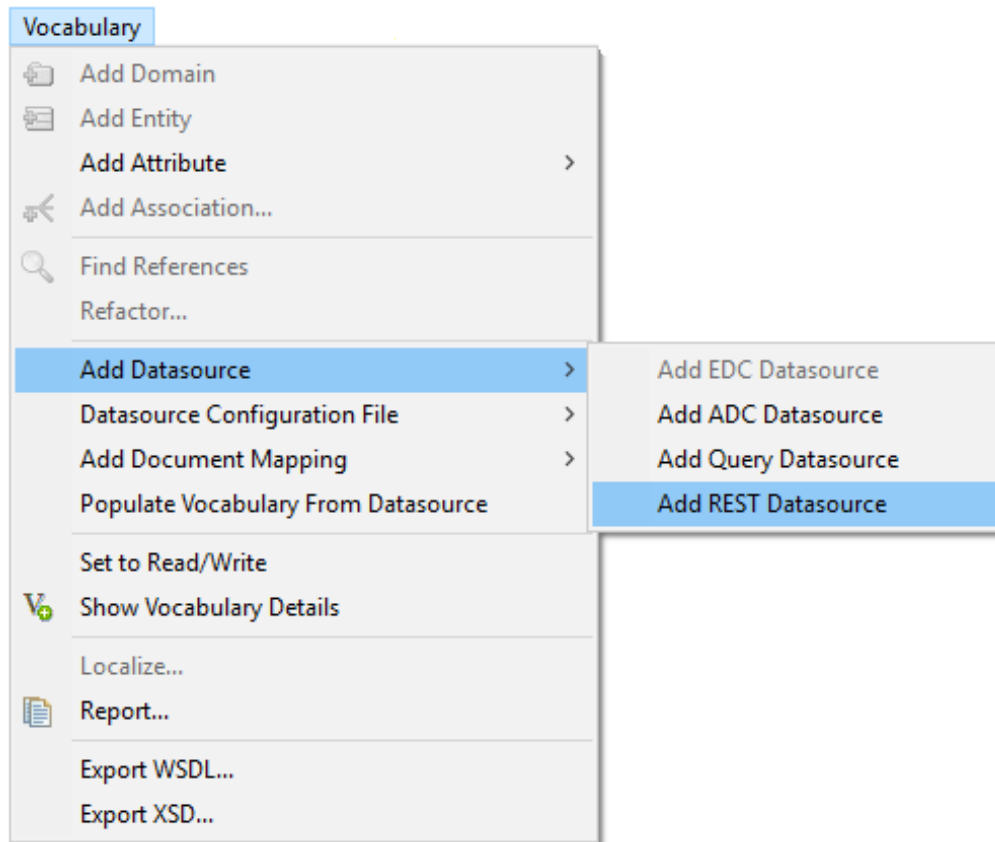 Vocabulary
Add Domain
Add Entity
Add Attribute
Add Association...
Find References
Refactor...
Add Datasource
Datasource Configuration File
Add Document Mapping
Populate Vocabulary From Datasource
Set to Read/Write
Show Vocabulary Details
Localize...
Report...
Export WSDL...
Export XSD...
Add EDC Datasource
Add ADC Datasource
Add Query Datasource
Add REST Datasource